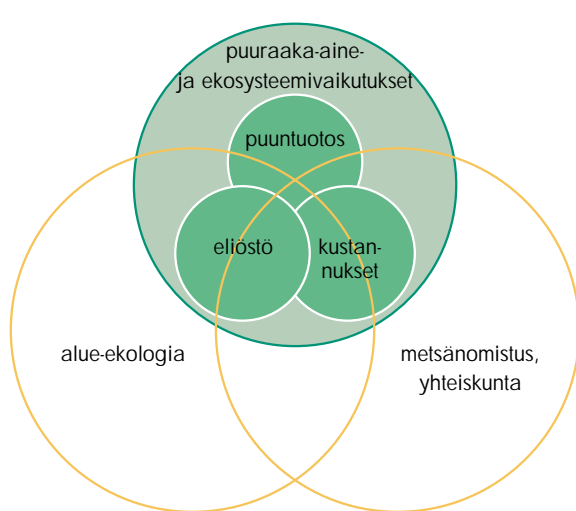 puuraaka-aine-
ja ekosysteemivaikutukset
puuntuotos
eliöstö
kustan-
nukset
alue-ekologia
metsänomistus,
yhteiskunta